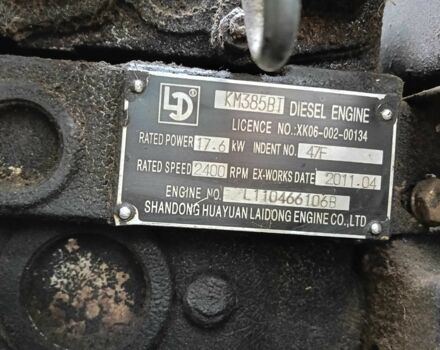 LD KM385BT DIESEL ENGINE
LICENCE NO.:XK06-002-00134
RATED POWER 17.6 kW INDENT NO. 47F
RATED SPEED 2400 RPM EX-WORKS DATE 2011.04
ENGINE NO. L110466106B
SHANDONG HUAYUAN LAIDONG ENGINE CO.,LTD